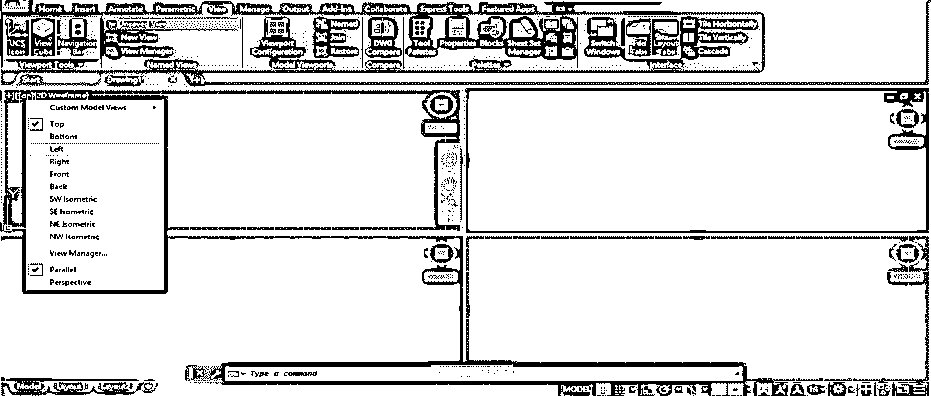 Home Insert Annotate Parametric View Manage Output Add-ins Collaborate Express Tools Featured Apps
UCS Icon View Cube Navigation Bar
New View
View Manager
Viewport Configuration
Named
Join
Restore
DWG Compare
Tool Palettes
Properties Blocks Sheet Set Manager
Switch Windows
File Tabs
Layout Tabs
Tile Horizontally
Tile Vertically
Cascade
Viewport Tools Named Views Model Viewports Compare Palettes Interface
Start Drawing1
Custom Model Views
Top
Bottom
Left
Right
Front
Back
SW Isometric
SE Isometric
NE Isometric
NW Isometric
View Manager...
Parallel
Perspective
Type a command
Model Layout1
MODEL